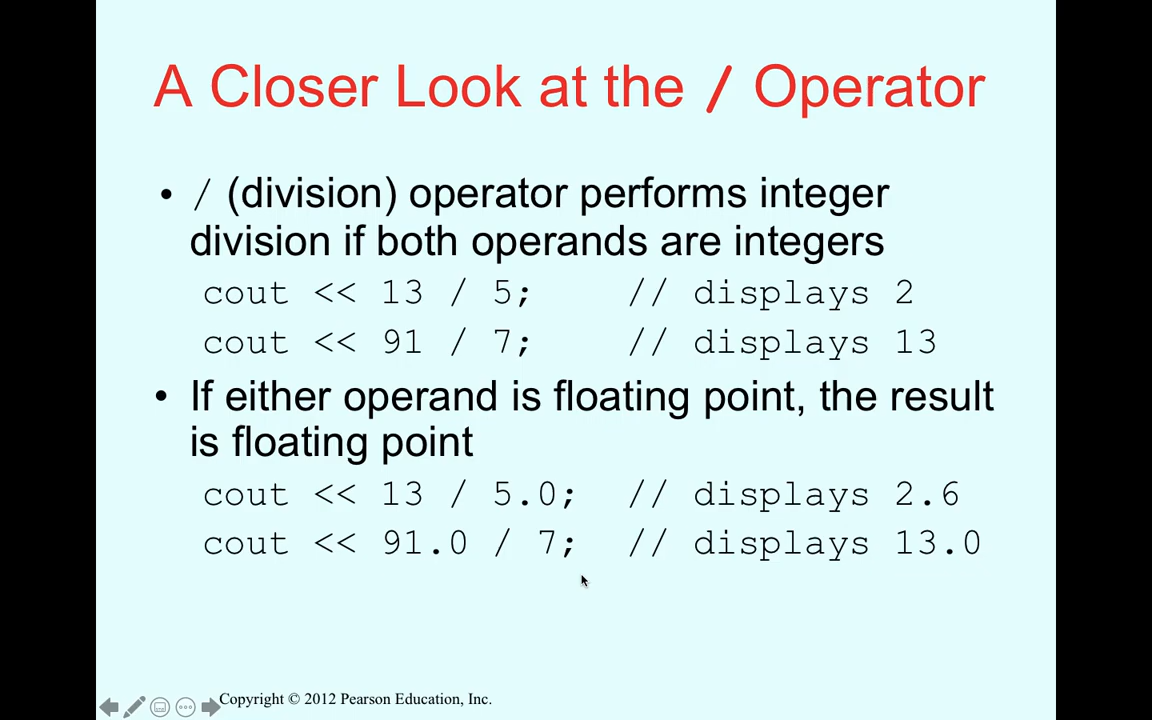 A Closer Look at the / Operator
• / (division) operator performs integer
division if both operands are integers
cout << 13 / 5;    // displays 2
cout << 91 / 7;    // displays 13
• If either operand is floating point, the result
is floating point
cout << 13 / 5.0;  // displays 2.6
cout << 91.0 / 7;  // displays 13.0
Copyright © 2012 Pearson Education, Inc.